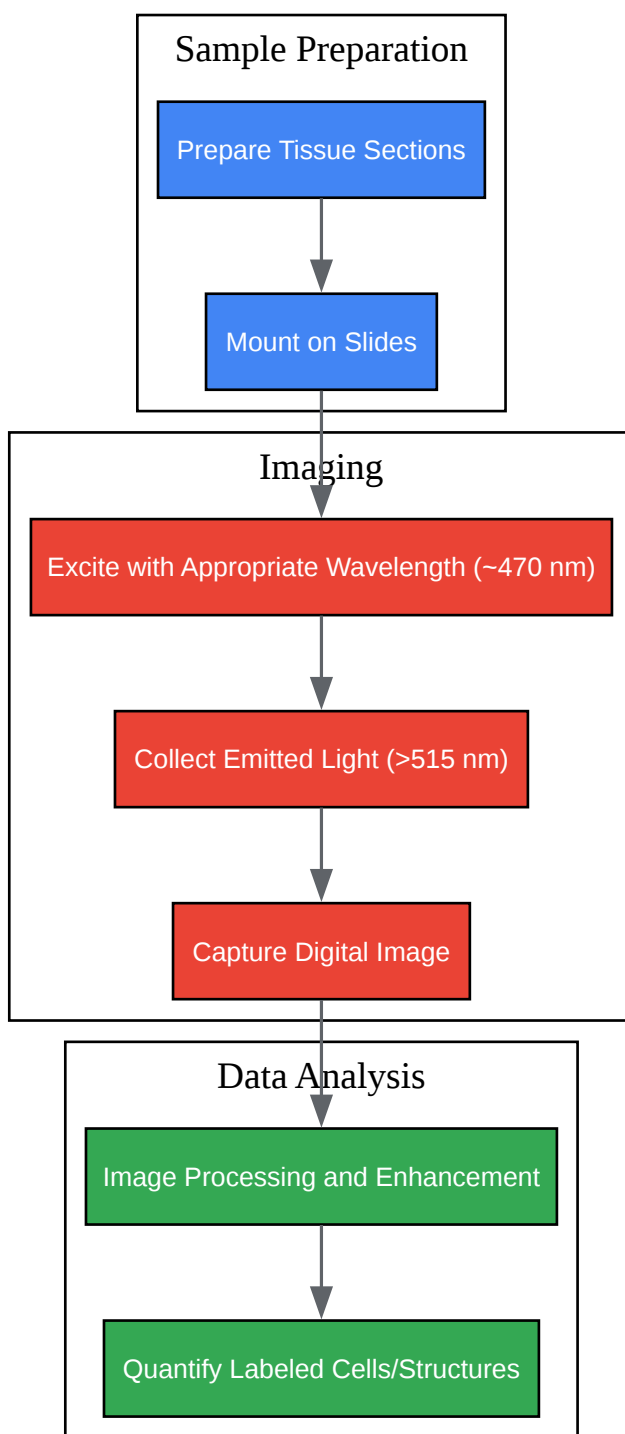 Sample Preparation
Prepare Tissue Sections
Mount on Slides
Imaging
Excite with Appropriate Wavelength (~470 nm)
Collect Emitted Light (>515 nm)
Capture Digital Image
Data Analysis
Image Processing and Enhancement
Quantify Labeled Cells/Structures